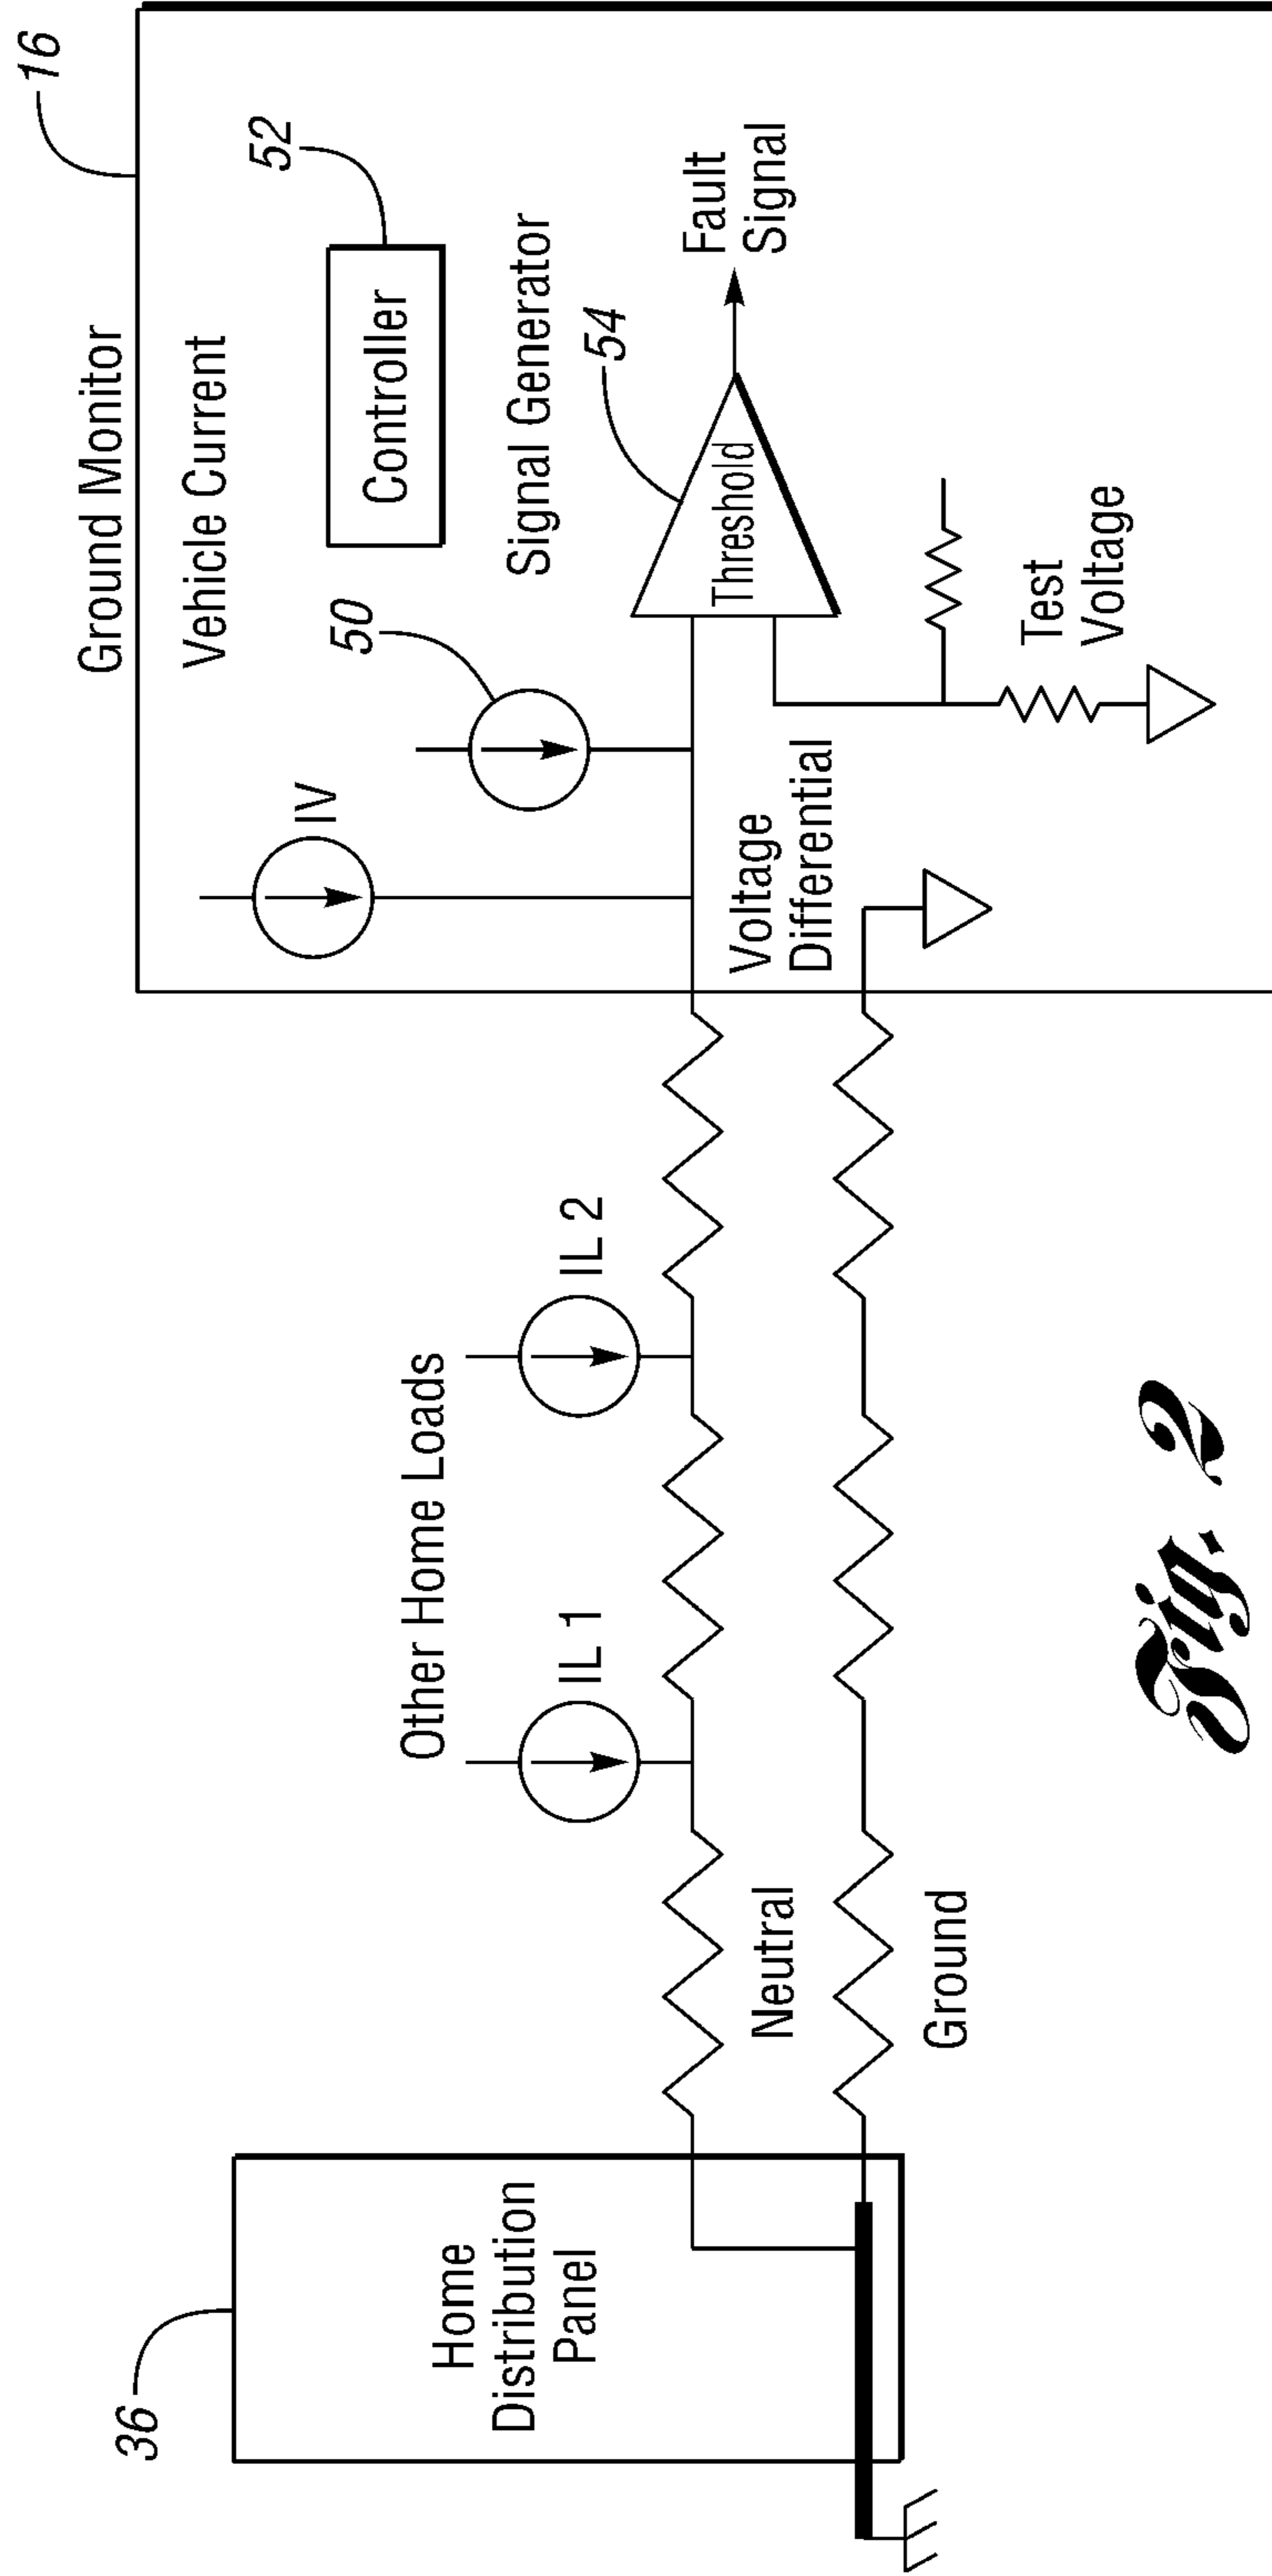 36
Home
Distribution
Panel
Other Home Loads
IL 1
IL 2
Neutral
Ground
Ground Monitor
16
Vehicle Current
IV
50
52
Controller
Signal Generator
54
Threshold
Fault
Signal
Voltage
Differential
Test
Voltage
Fig. 2